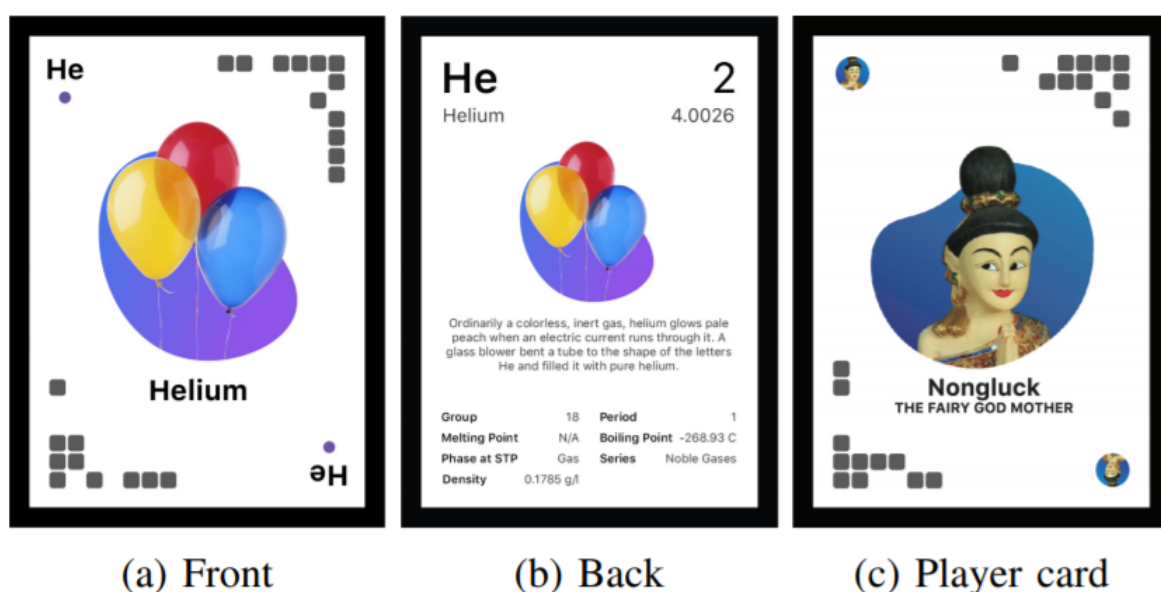 He
Helium
He
He
2
Helium
4.0026
Ordinarily a colorless, inert gas, helium glows pale
peach when an electric current runs through it. A
glass blower bent a tube to the shape of the letters
He and filled it with pure helium.
Group 18 Period 1
Melting Point N/A Boiling Point -268.93 C
Phase at STP Gas Series Noble Gases
Density 0.1785 g/l
Nongluck
THE FAIRY GOD MOTHER
(a) Front
(b) Back
(c) Player card